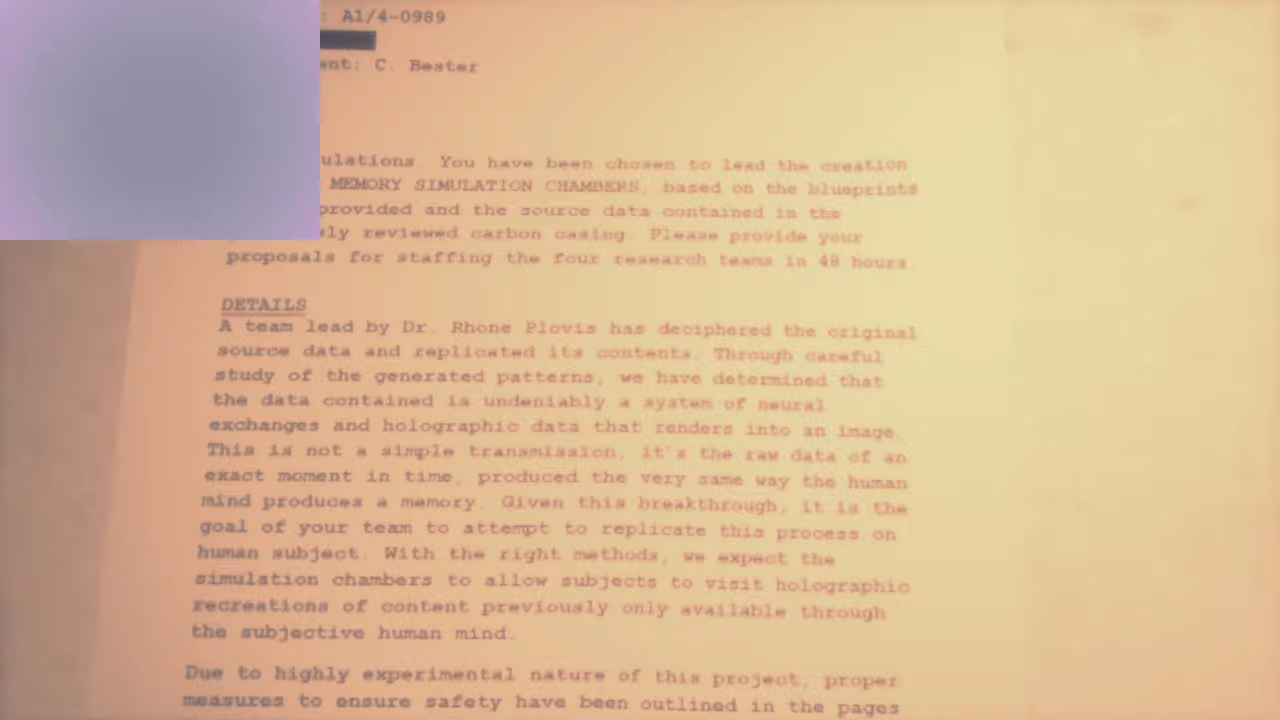 : A1/4-0989
ent: C. Bester
ulations. You have been chosen to lead the creation
MEMORY SIMULATION CHAMBERS, based on the blueprints
provided and the source data contained in the
ly reviewed carbon casing. Please provide your
proposals for staffing the four research teams in 48 hours.
DETAILS
A team lead by Dr. Rhone Plovis has deciphered the original
source data and replicated its contents. Through careful
study of the generated patterns, we have determined that
the data contained is undeniably a system of neural
exchanges and holographic data that renders into an image.
This is not a simple transmission, it's the raw data of an
exact moment in time, produced the very same way the human
mind produces a memory. Given this breakthrough, it is the
goal of your team to attempt to replicate this process on
human subject. With the right methods, we expect the
simulation chambers to allow subjects to visit holographic
recreations of content previously only available through
the subjective human mind.
Due to highly experimental nature of this project, proper
measures to ensure safety have been outlined in the pages